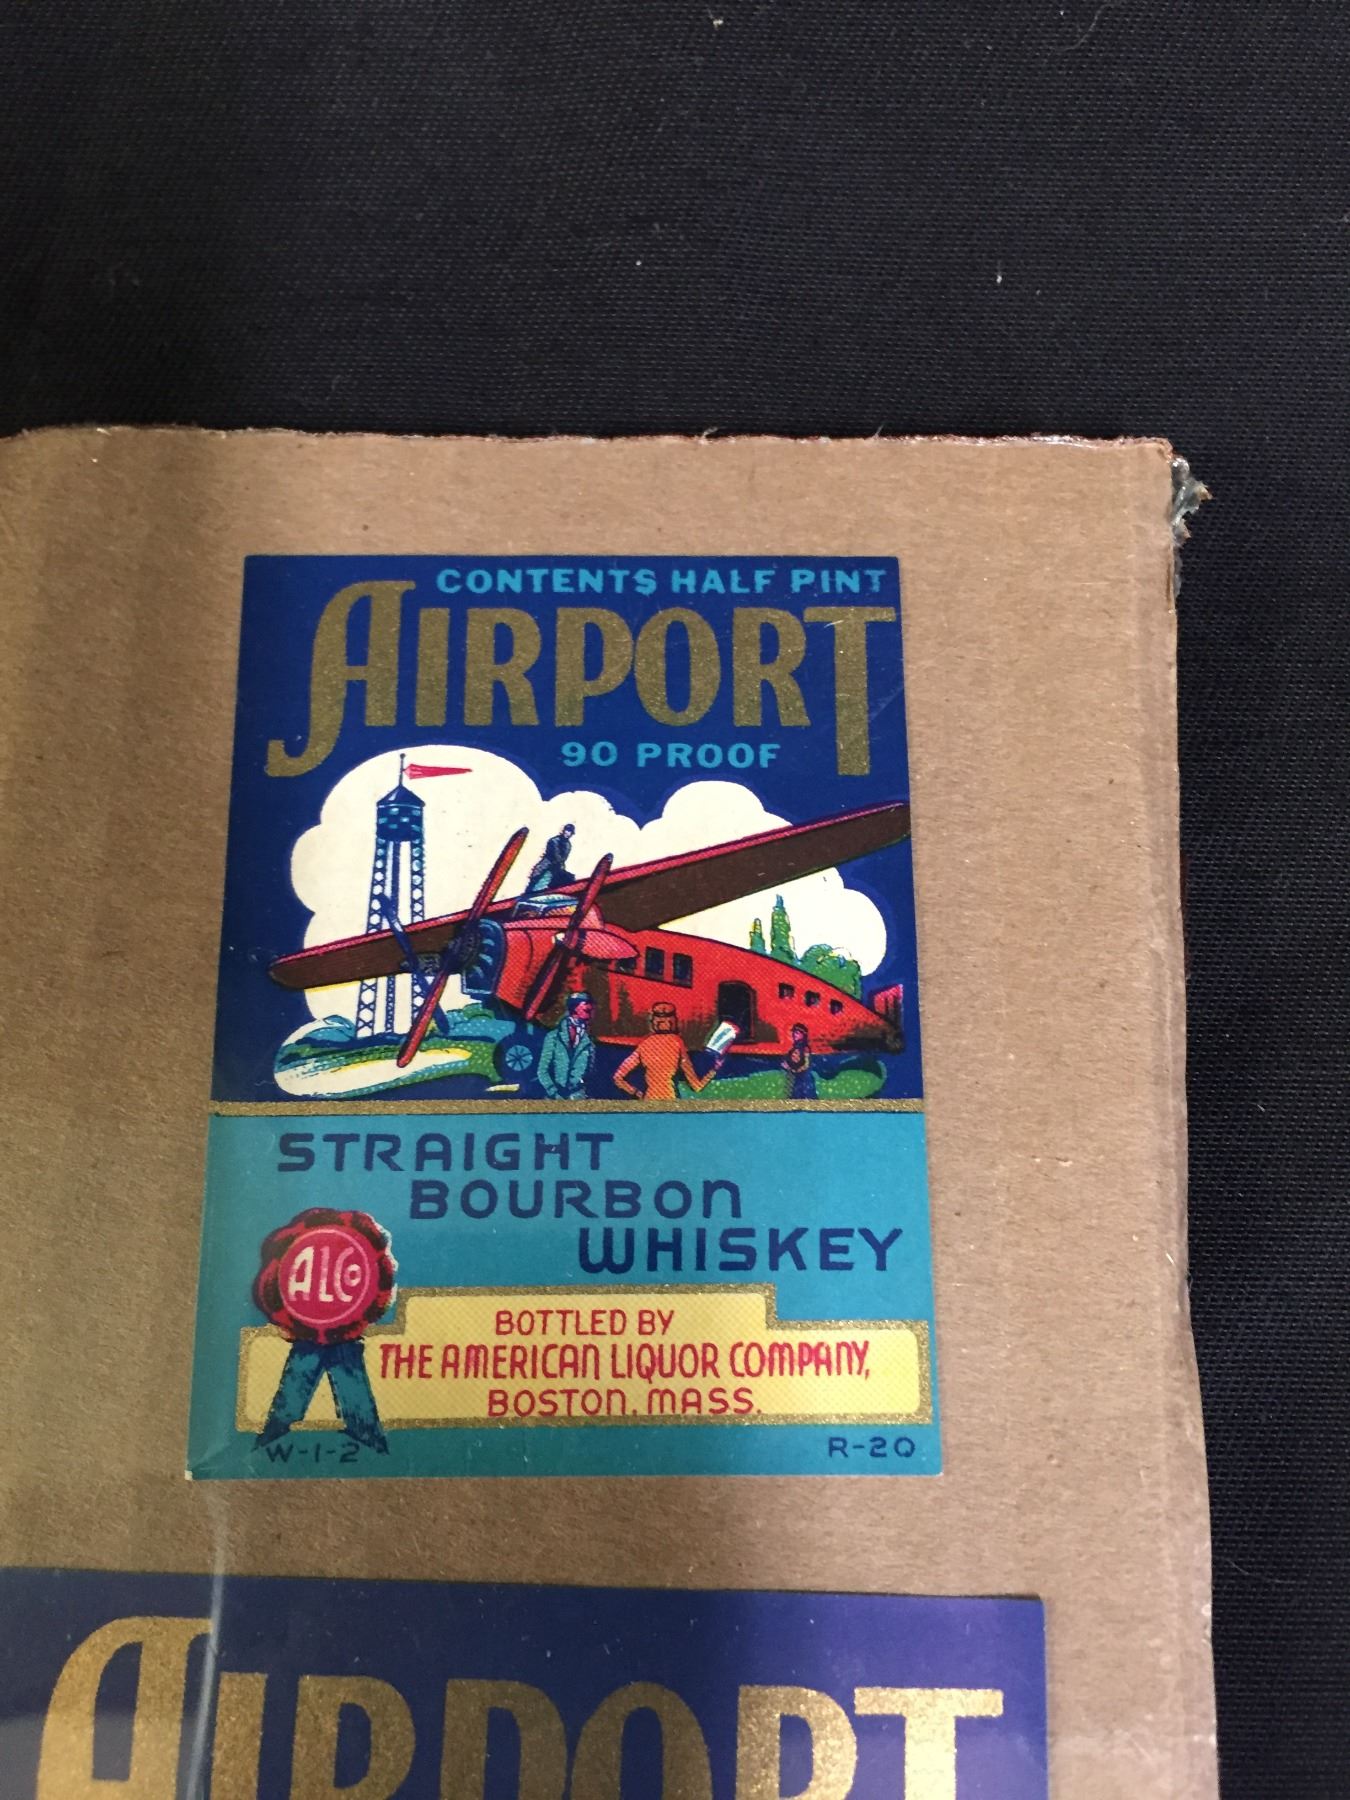 CONTENTS HALF PINT
AIRPORT
90 PROOF
STRAIGHT
BOURBON
WHISKEY
ALCO
BOTTLED BY
THE AMERICAN LIQUOR COMPANY,
BOSTON, MASS.
W-1-2 R-20
AIRPORT